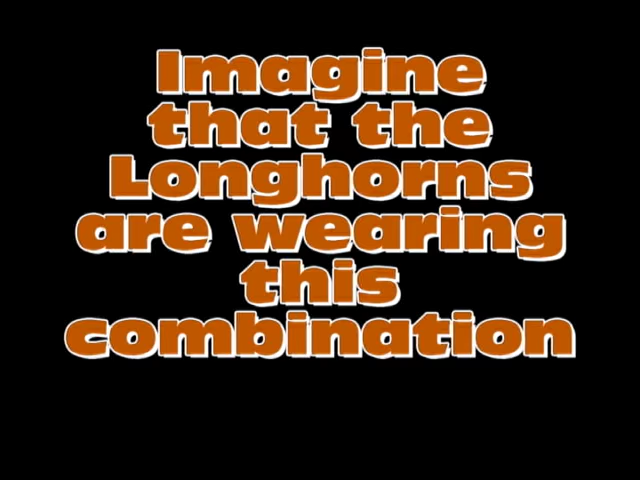 Imagine
that the
Longhorns
are wearing
this
combination